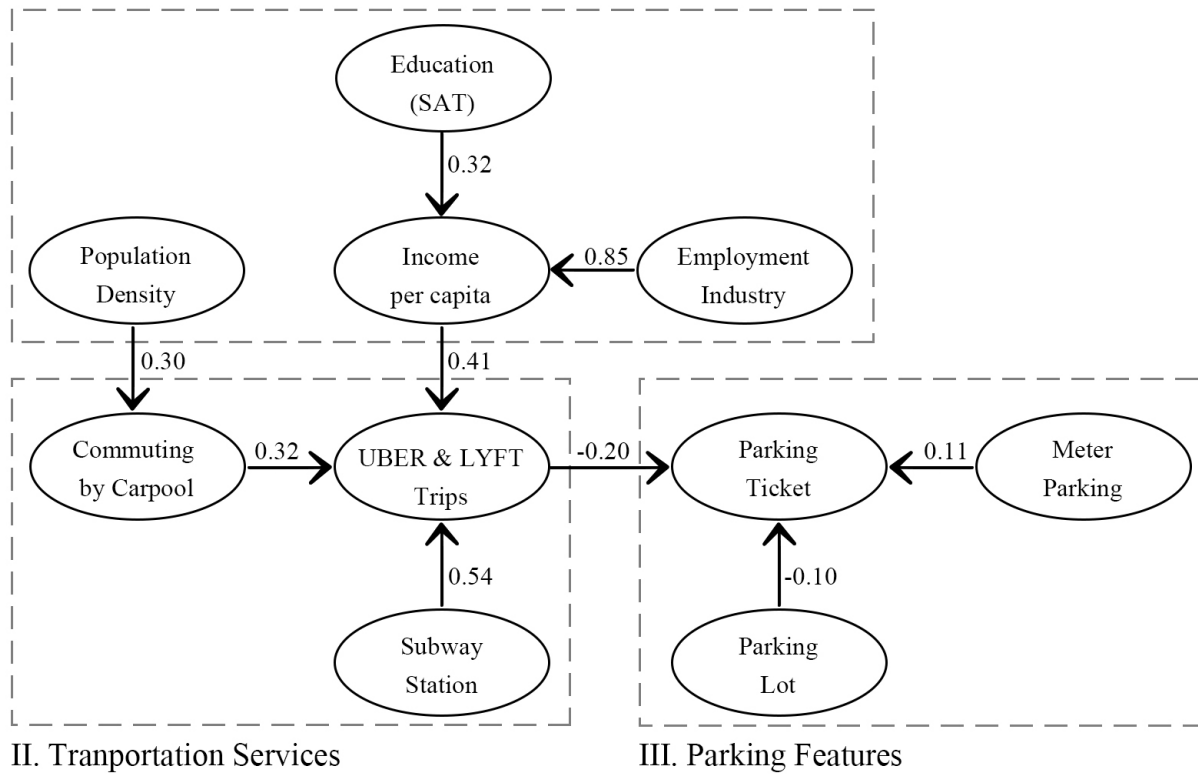 Education
(SAT)
0.32
Population
Density
Income
per capita
0.85
Employment
Industry
0.30
0.41
Commuting
by Carpool
0.32
UBER & LYFT
Trips
-0.20
Parking
Ticket
0.11
Meter
Parking
0.54
-0.10
Subway
Station
Parking
Lot
II. Tranportation Services
III. Parking Features